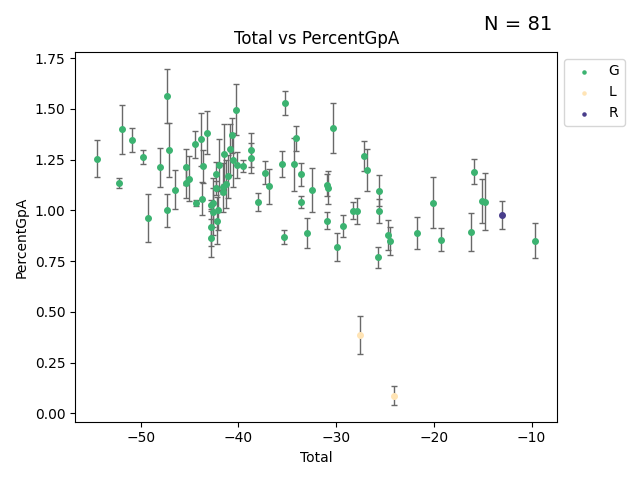 N = 81
Total vs PercentGpA
G
L
R
PercentGpA
1.75
1.50
1.25
1.00
0.75
0.50
0.25
0.00
−50 −40 −30 −20 −10
Total